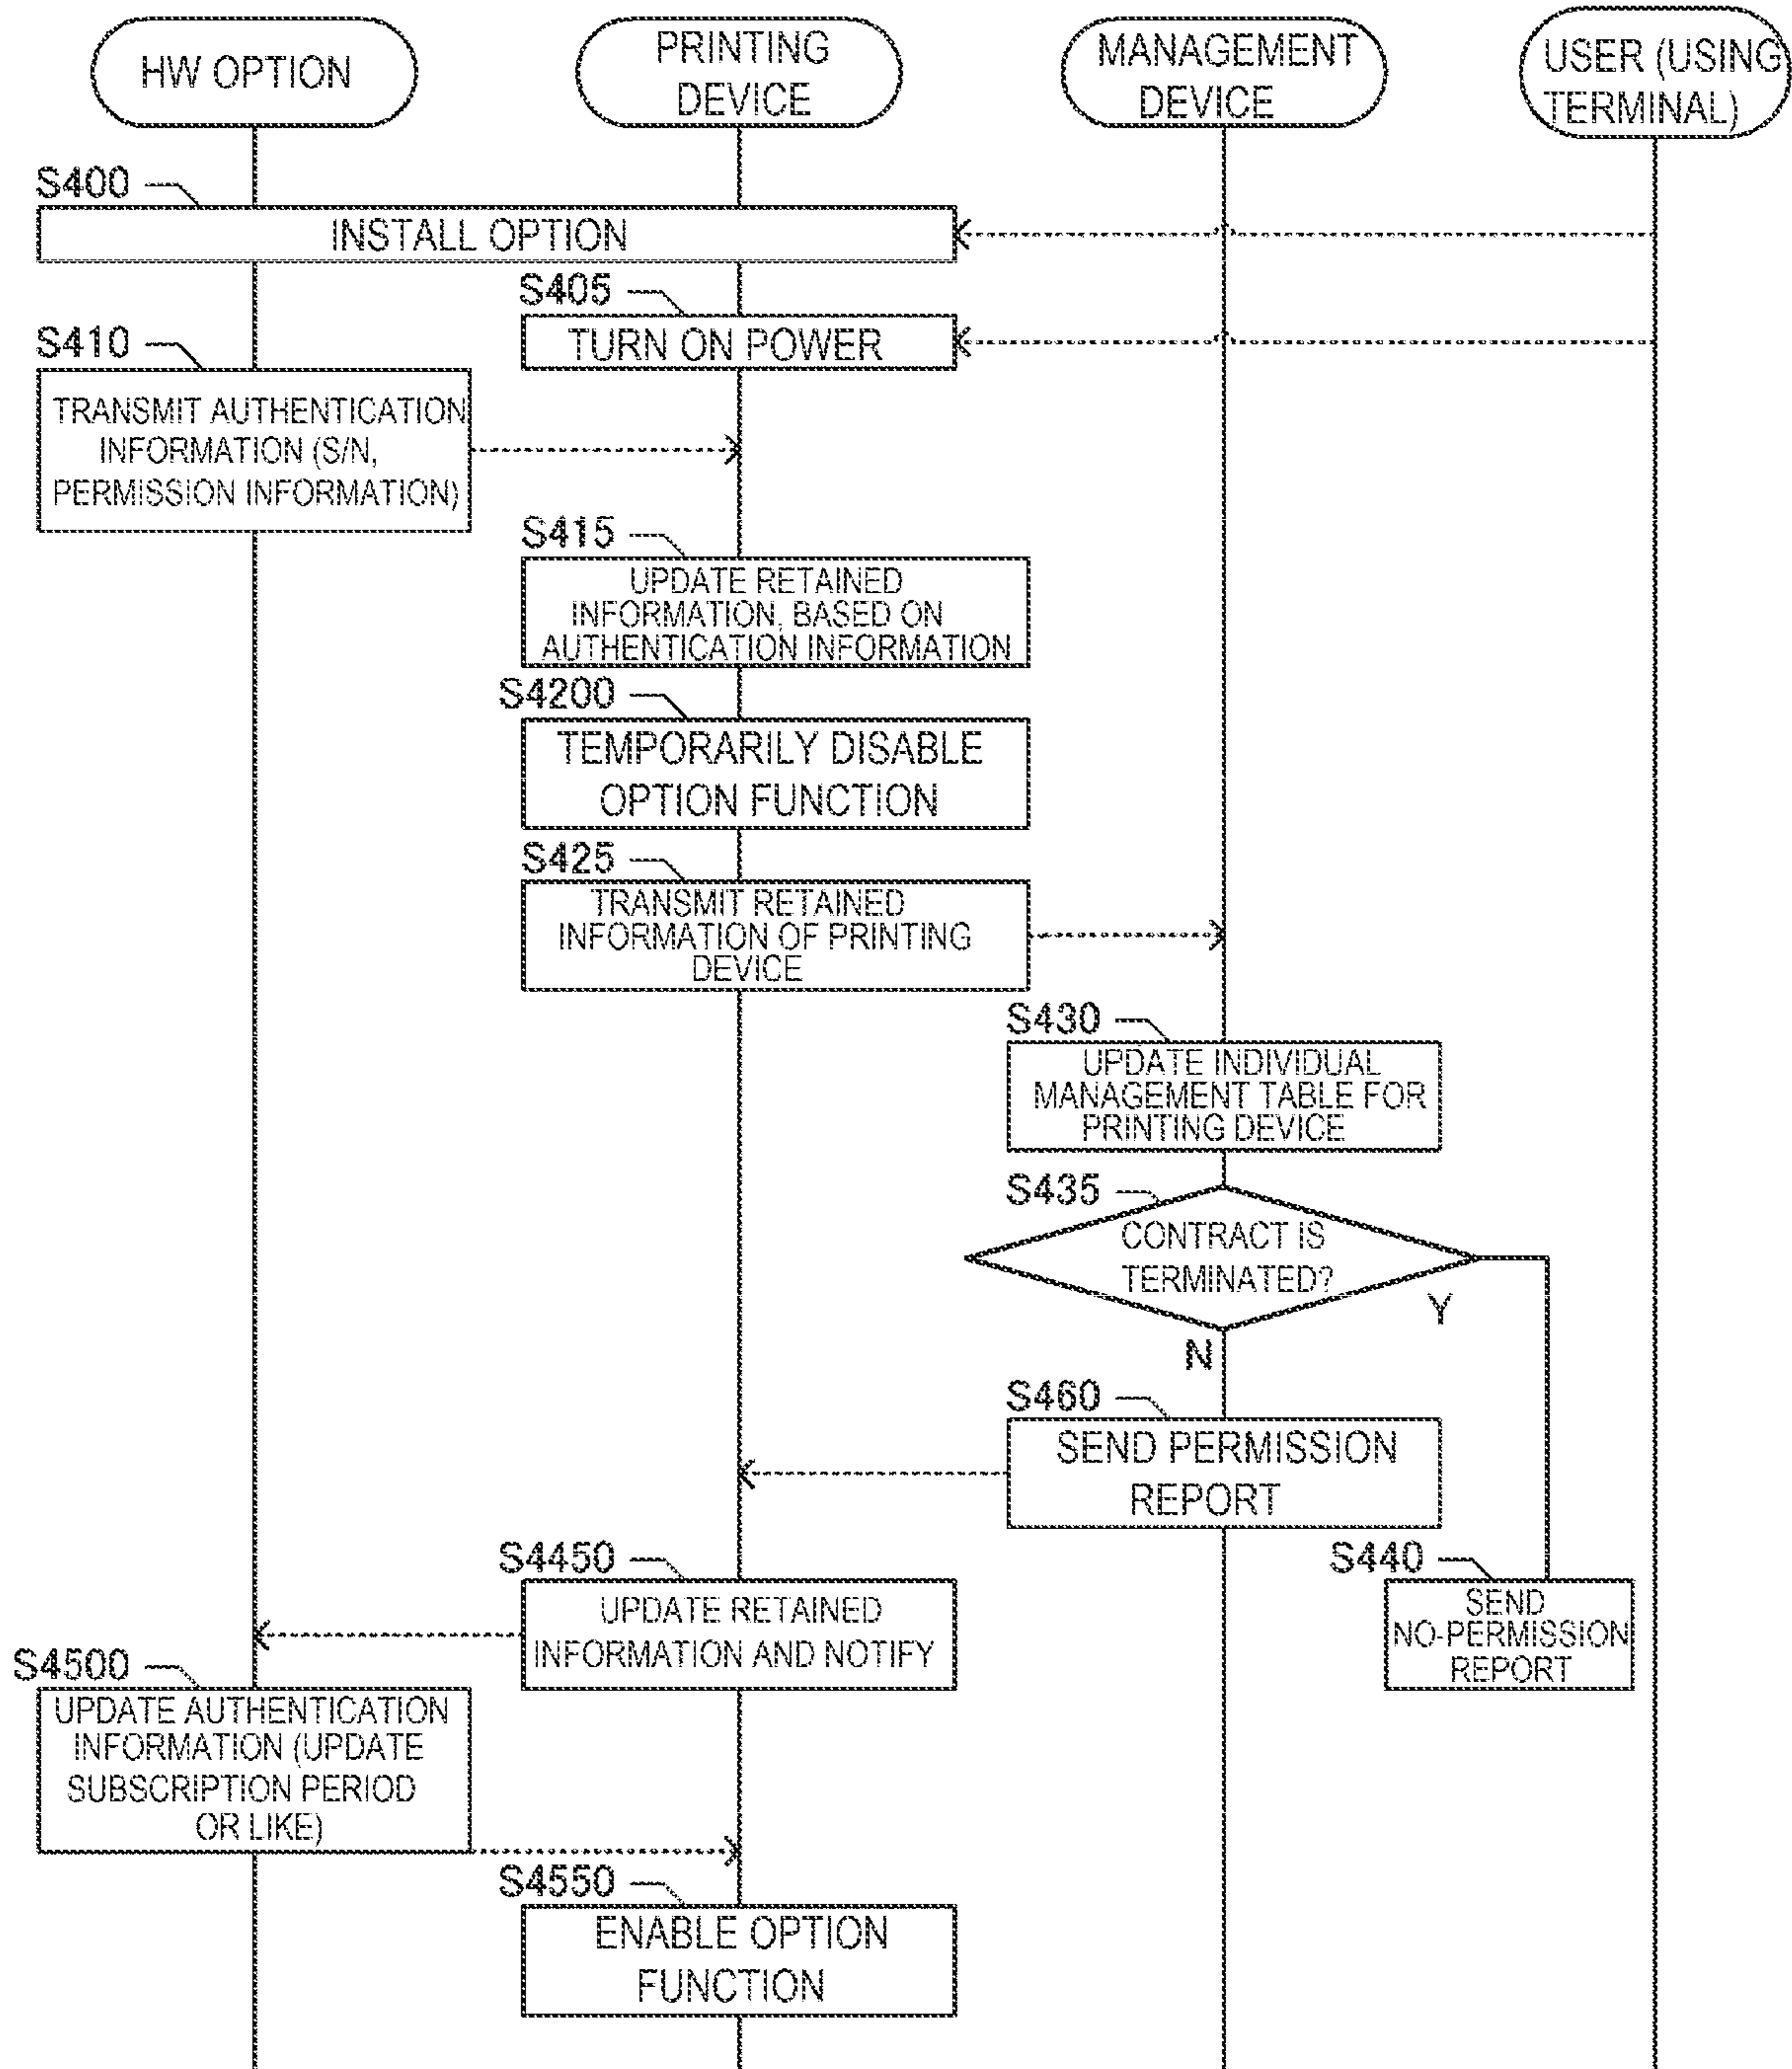 HW OPTION
PRINTING
DEVICE
MANAGEMENT
DEVICE
USER (USING
TERMINAL)
S400
INSTALL OPTION
S405
TURN ON POWER
S410
TRANSMIT AUTHENTICATION
INFORMATION (S/N,
PERMISSION INFORMATION)
S415
UPDATE RETAINED
INFORMATION, BASED ON
AUTHENTICATION INFORMATION
S4200
TEMPORARILY DISABLE
OPTION FUNCTION
S425
TRANSMIT RETAINED
INFORMATION OF PRINTING
DEVICE
S430
UPDATE INDIVIDUAL
MANAGEMENT TABLE FOR
PRINTING DEVICE
S435
CONTRACT IS
TERMINATED?
Y
N
S460
SEND PERMISSION
REPORT
S440
SEND
NO-PERMISSION
REPORT
S4450
UPDATE RETAINED
INFORMATION AND NOTIFY
S4500
UPDATE AUTHENTICATION
INFORMATION (UPDATE
SUBSCRIPTION PERIOD
OR LIKE)
S4550
ENABLE OPTION
FUNCTION